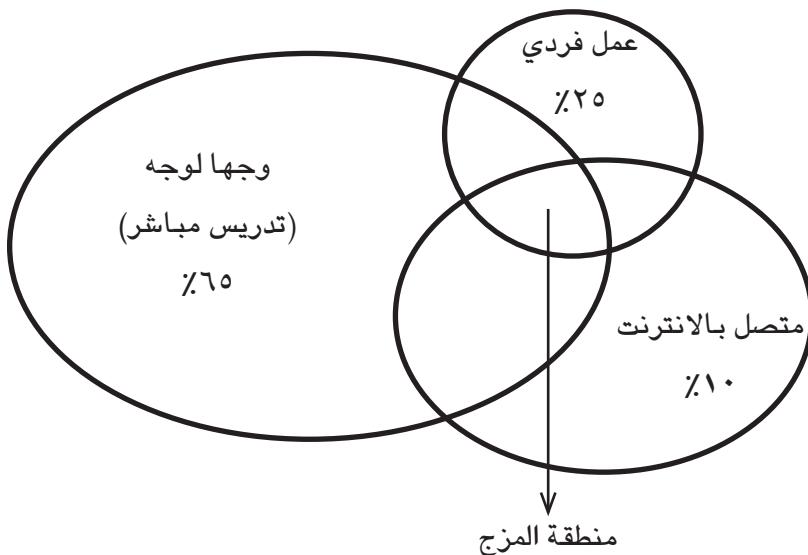 عمل فردي
٪٢٥
وجها لوجه
(تدريس مباشر)
٪٦٥
متصل بالانترنت
٪١٠
منطقة المزج